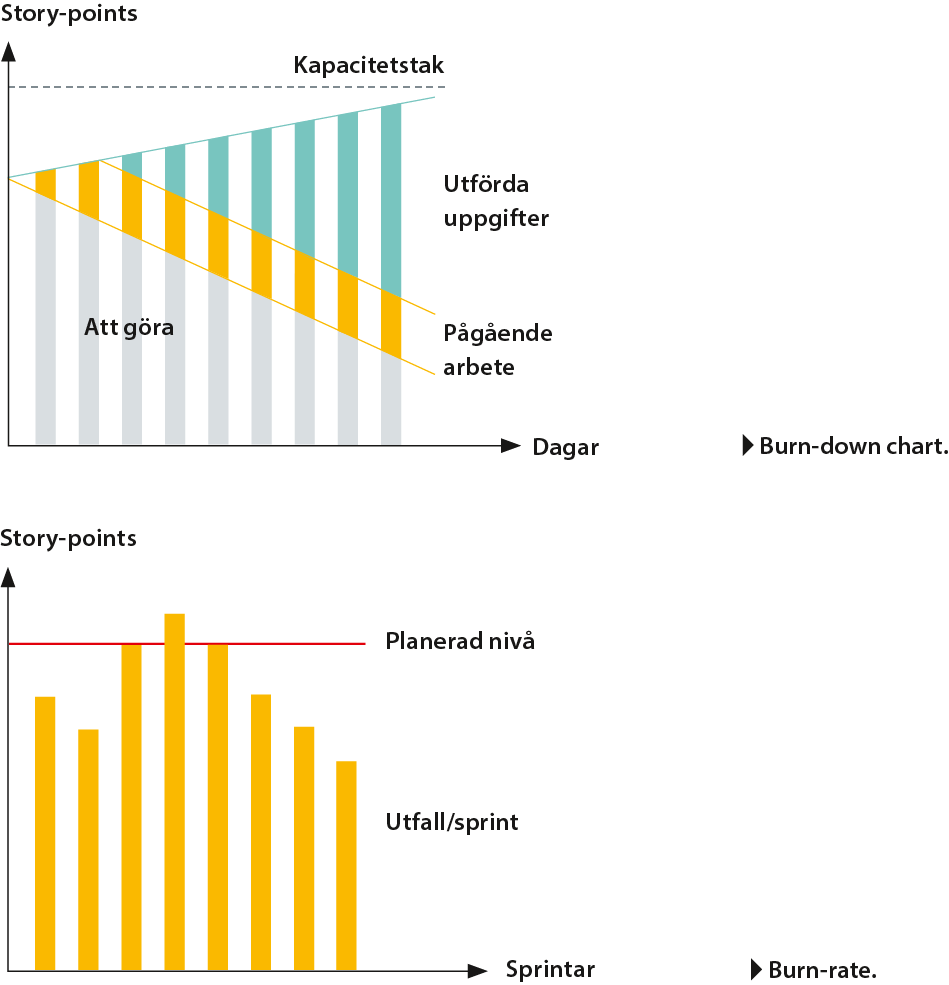 Story-points
Kapacitetstak
Utförda
uppgifter
Att göra
Pågående
arbete
Dagar
Burn-down chart.
Story-points
Planerad nivå
Utfall/sprint
Sprintar
Burn-rate.